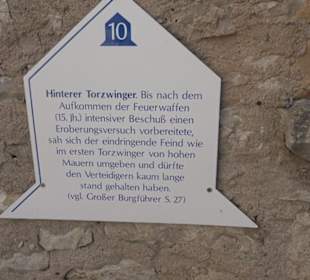 10
Hinterer Torzwinger. Bis nach dem
Aufkommen der Feuerwaffen
(15. Jh.) intensiver Beschuß einen
Eroberungsversuch vorbereitete,
sah sich der eindringende Feind wie
im ersten Torzwinger von hohen
Mauern umgeben und dürfte
den Verteidigern kaum lange
stand gehalten haben.
(vgl. Großer Burgführer S. 27)